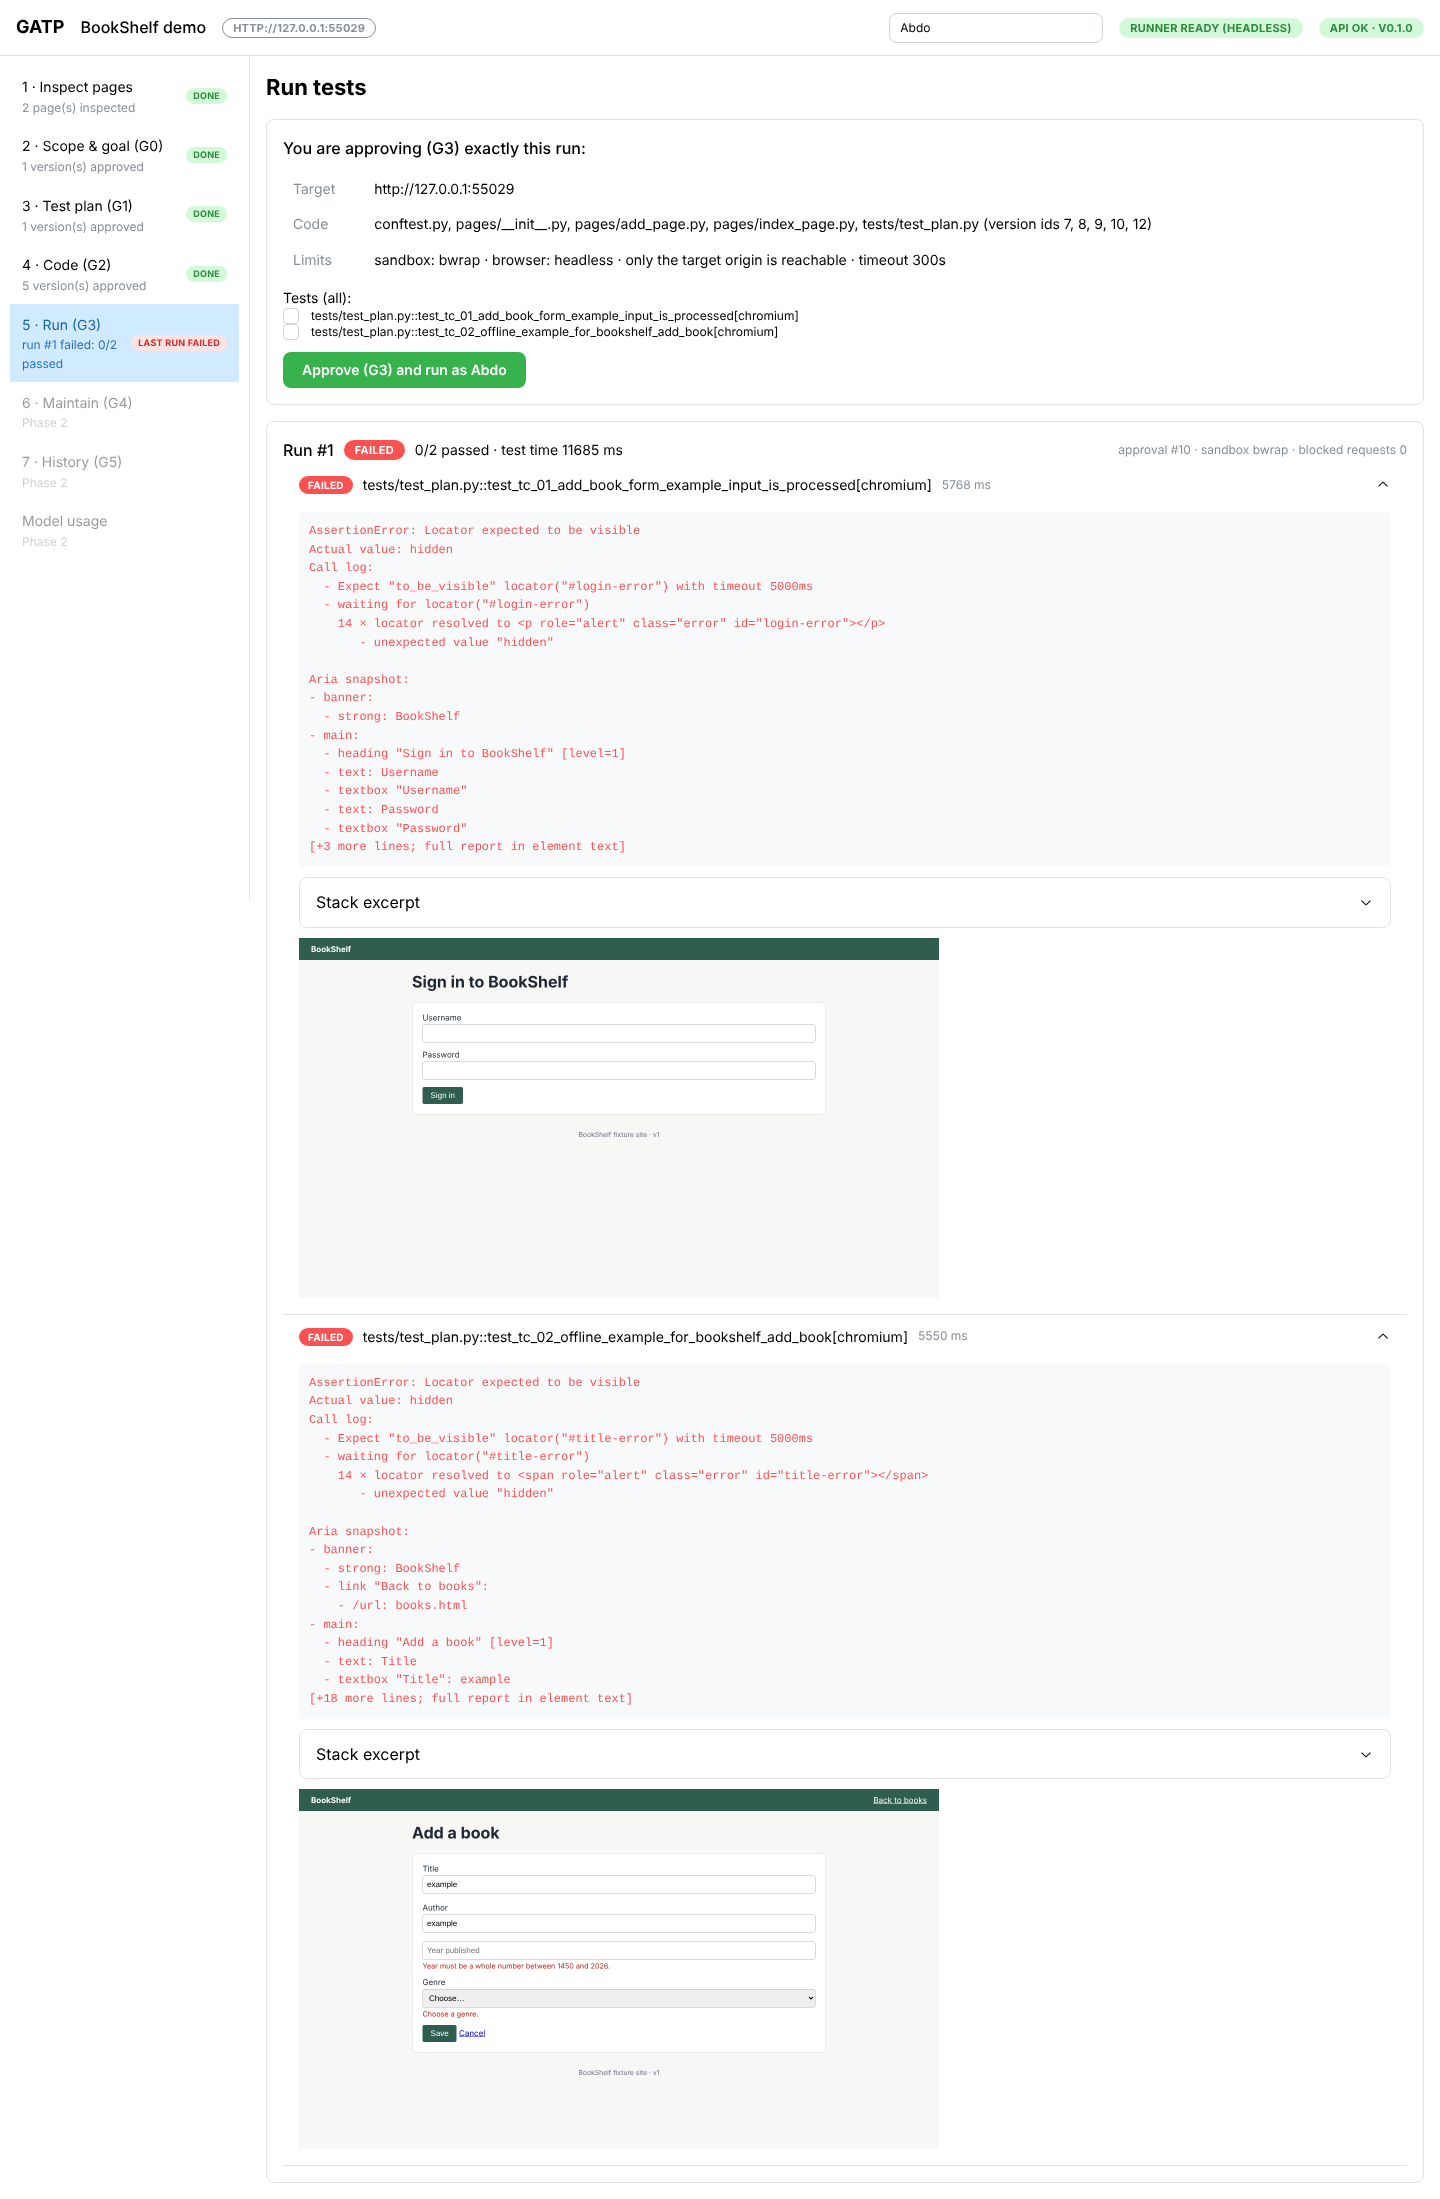 GATP BookShelf demo HTTP://127.0.0.1:55029 Abdo RUNNER READY (HEADLESS) API OK · V0.1.0
1 · Inspect pages
2 page(s) inspected
DONE
2 · Scope & goal (G0)
1 version(s) approved
DONE
3 · Test plan (G1)
1 version(s) approved
DONE
4 · Code (G2)
5 version(s) approved
DONE
5 · Run (G3)
run #1 failed: 0/2
passed
LAST RUN FAILED
6 · Maintain (G4)
Phase 2
7 · History (G5)
Phase 2
Model usage
Phase 2
Run tests
You are approving (G3) exactly this run:
Target http://127.0.0.1:55029
Code conftest.py, pages/__init__.py, pages/add_page.py, pages/index_page.py, tests/test_plan.py (version ids 7, 8, 9, 10, 12)
Limits sandbox: bwrap · browser: headless · only the target origin is reachable · timeout 300s
Tests (all):
tests/test_plan.py::test_tc_01_add_book_form_example_input_is_processed[chromium]
tests/test_plan.py::test_tc_02_offline_example_for_bookshelf_add_book[chromium]
Approve (G3) and run as Abdo
Run #1 FAILED 0/2 passed · test time 11685 ms approval #10 · sandbox bwrap · blocked requests 0
FAILED tests/test_plan.py::test_tc_01_add_book_form_example_input_is_processed[chromium] 5768 ms
AssertionError: Locator expected to be visible
Actual value: hidden
Call log:
- Expect "to_be_visible" locator("#login-error") with timeout 5000ms
- waiting for locator("#login-error")
14 × locator resolved to <p role="alert" class="error" id="login-error"></p>
- unexpected value "hidden"
Aria snapshot:
- banner:
- strong: BookShelf
- main:
- heading "Sign in to BookShelf" [level=1]
- text: Username
- textbox "Username"
- text: Password
- textbox "Password"
[+3 more lines; full report in element text]
Stack excerpt
BookShelf
Sign in to BookShelf
Username
Password
Sign in
BookShelf fixture site · v1
FAILED tests/test_plan.py::test_tc_02_offline_example_for_bookshelf_add_book[chromium] 5550 ms
AssertionError: Locator expected to be visible
Actual value: hidden
Call log:
- Expect "to_be_visible" locator("#title-error") with timeout 5000ms
- waiting for locator("#title-error")
14 × locator resolved to <span role="alert" class="error" id="title-error"></span>
- unexpected value "hidden"
Aria snapshot:
- banner:
- strong: BookShelf
- link "Back to books":
- /url: books.html
- main:
- heading "Add a book" [level=1]
- text: Title
- textbox "Title": example
[+18 more lines; full report in element text]
Stack excerpt
BookShelf Back to books
Add a book
Title
example
Author
example
Year published
Year must be a whole number between 1450 and 2026.
Genre
Choose...
Choose a genre.
Save Cancel
BookShelf fixture site · v1